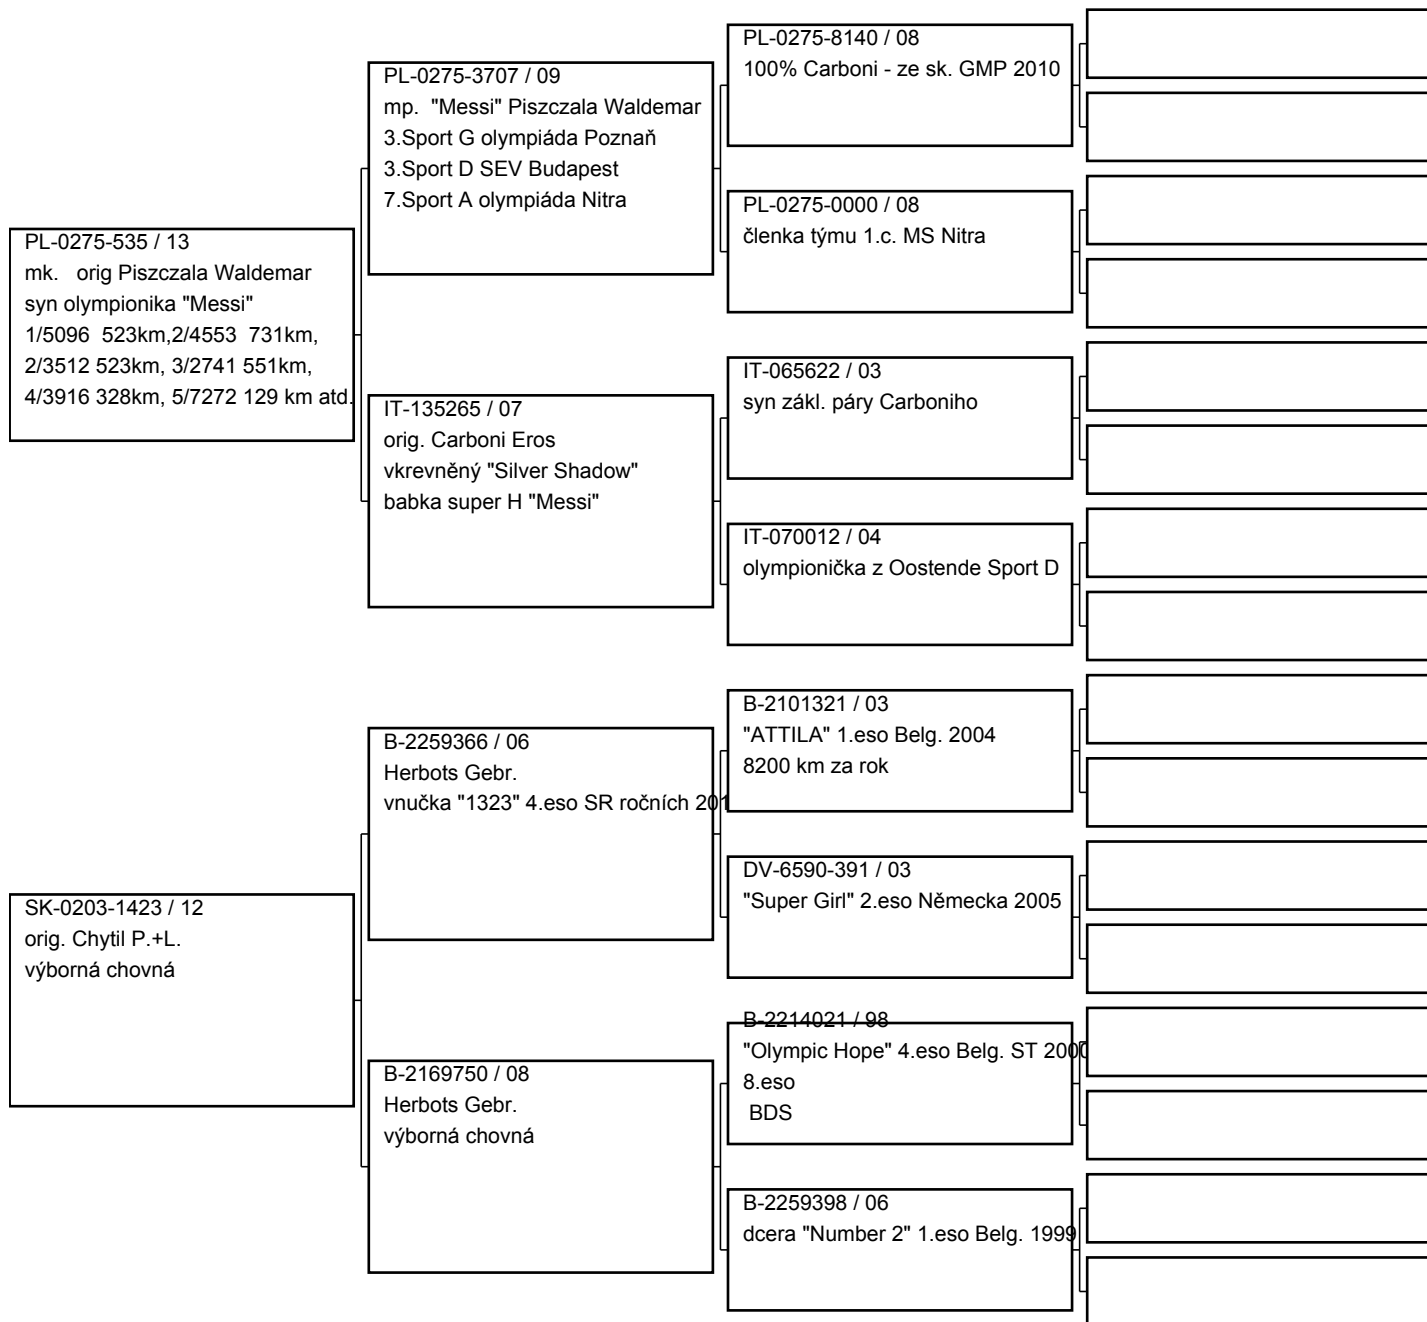 PL-0275-535 / 13
mk. orig Piszczala Waldemar
syn olympionika "Messi"
1/5096 523km,2/4553 731km,
2/3512 523km, 3/2741 551km,
4/3916 328km, 5/7272 129 km atd.
PL-0275-3707 / 09
mp. "Messi" Piszczala Waldemar
3.Sport G olympiáda Poznaň
3.Sport D SEV Budapest
7.Sport A olympiáda Nitra
PL-0275-8140 / 08
100% Carboni - ze sk. GMP 2010
PL-0275-0000 / 08
členka týmu 1.c. MS Nitra
IT-135265 / 07
orig. Carboni Eros
vkrevněný "Silver Shadow"
babka super H "Messi"
IT-065622 / 03
syn zákl. páry Carboniho
IT-070012 / 04
olympionička z Oostende Sport D
SK-0203-1423 / 12
orig. Chytil P.+L.
výborná chovná
B-2259366 / 06
Herbots Gebr.
vnučka "1323" 4.eso SR ročních 201
B-2101321 / 03
"ATTILA" 1.eso Belg. 2004
8200 km za rok
DV-6590-391 / 03
"Super Girl" 2.eso Německa 2005
B-2169750 / 08
Herbots Gebr.
výborná chovná
B-2214021 / 98
"Olympic Hope" 4.eso Belg. ST 2000
8.eso
BDS
B-2259398 / 06
dcera "Number 2" 1.eso Belg. 1999